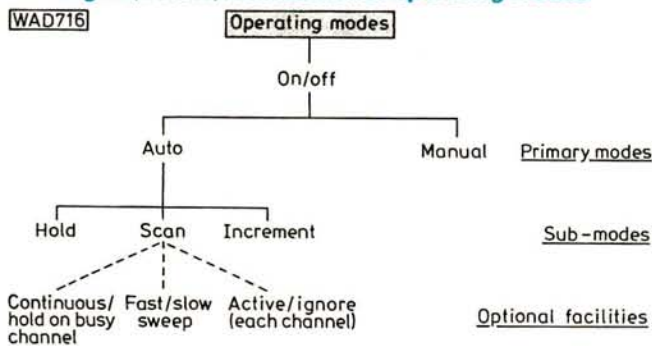 WAD716
Operating modes
On/off
Auto Manual Primary modes
Hold Scan Increment Sub-modes
Continuous/ Fast/slow Active/ignore
hold on busy sweep (each channel) Optional facilities
channel